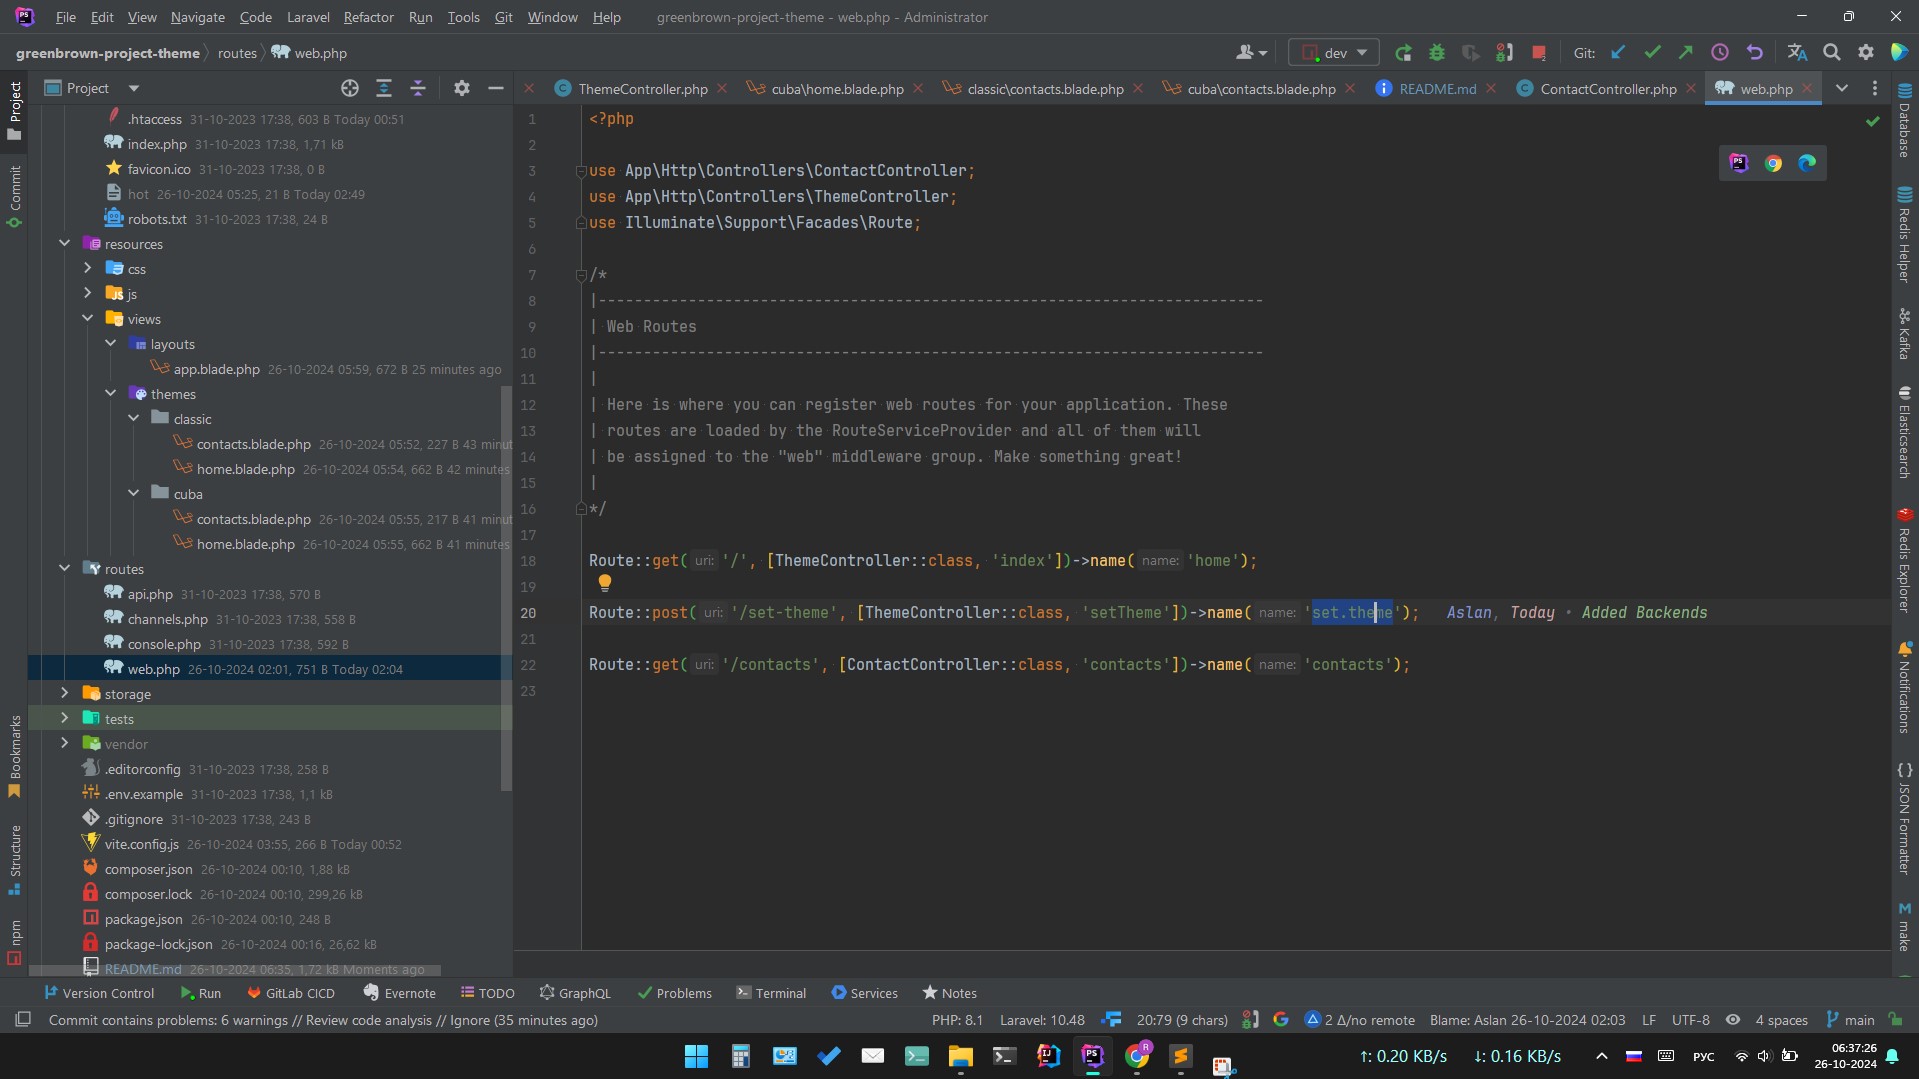 File Edit View Navigate Code Laravel Refactor Run Tools Git Window Help greenbrown-project-theme - web.php - Administrator
greenbrown-project-theme routes web.php dev Git:
Project ThemeController.php cuba\home.blade.php classic\contacts.blade.php cuba\contacts.blade.php README.md ContactController.php web.php
Project
Commit
Bookmarks
Structure
npm
.htaccess 31-10-2023 17:38, 603 B Today 00:51
index.php 31-10-2023 17:38, 1,71 kB
favicon.ico 31-10-2023 17:38, 0 B
hot 26-10-2024 05:25, 21 B Today 02:49
robots.txt 31-10-2023 17:38, 24 B
resources
css
js
views
layouts
app.blade.php 26-10-2024 05:59, 672 B 25 minutes ago
themes
classic
contacts.blade.php 26-10-2024 05:52, 227 B 43 minut
home.blade.php 26-10-2024 05:54, 662 B 42 minutes
cuba
contacts.blade.php 26-10-2024 05:55, 217 B 41 minut
home.blade.php 26-10-2024 05:55, 662 B 41 minutes
routes
api.php 31-10-2023 17:38, 570 B
channels.php 31-10-2023 17:38, 558 B
console.php 31-10-2023 17:38, 592 B
web.php 26-10-2024 02:01, 751 B Today 02:04
storage
tests
vendor
.editorconfig 31-10-2023 17:38, 258 B
.env.example 31-10-2023 17:38, 1,1 kB
.gitignore 31-10-2023 17:38, 243 B
vite.config.js 26-10-2024 03:55, 266 B Today 00:52
composer.json 26-10-2024 00:10, 1,88 kB
composer.lock 26-10-2024 00:10, 299,26 kB
package.json 26-10-2024 00:10, 248 B
package-lock.json 26-10-2024 00:16, 26,62 kB
README.md 26-10-2024 06:35, 1,72 kB Moments ago
1 <?php
2
3 use App\Http\Controllers\ContactController;
4 use App\Http\Controllers\ThemeController;
5 use Illuminate\Support\Facades\Route;
6
7 /*
8 |--------------------------------------------------------------------------
9 | Web Routes
10 |--------------------------------------------------------------------------
11 |
12 | Here is where you can register web routes for your application. These
13 | routes are loaded by the RouteServiceProvider and all of them will
14 | be assigned to the "web" middleware group. Make something great!
15 |
16 */
17
18 Route::get( uri: '/', [ThemeController::class, 'index'])->name( name: 'home');
19
20 Route::post( uri: '/set-theme', [ThemeController::class, 'setTheme'])->name( name: 'set.theme'); Aslan, Today • Added Backends
21
22 Route::get( uri: '/contacts', [ContactController::class, 'contacts'])->name( name: 'contacts');
23
Database
Redis Helper
Kafka
Elasticsearch
Redis Explorer
Notifications
JSON Formatter
make
Version Control Run GitLab CICD Evernote TODO GraphQL Problems Terminal Services Notes
Commit contains problems: 6 warnings // Review code analysis // Ignore (35 minutes ago) PHP: 8.1 Laravel: 10.48 20:79 (9 chars) 2 Δ/no remote Blame: Aslan 26-10-2024 02:03 LF UTF-8 4 spaces main
↑: 0.20 KB/s ↓: 0.16 KB/s РУС 06:37:26
26-10-2024